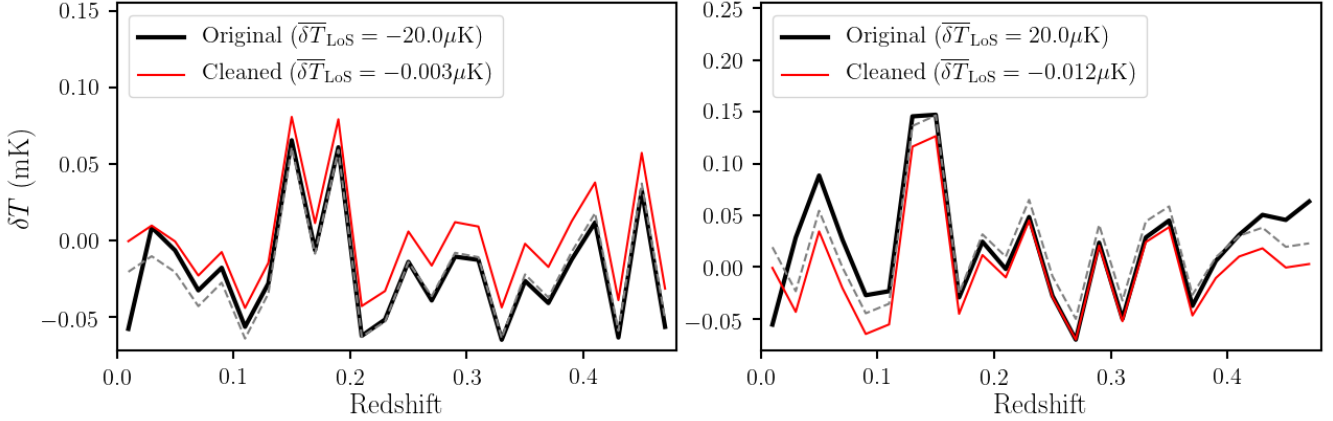 0.15
0.10
0.05
0.00
−0.05
δT (mK)
Original (δT̅_LoS = −20.0μK)
Cleaned (δT̅_LoS = −0.003μK)
0.0 0.1 0.2 0.3 0.4
Redshift
0.25
0.20
0.15
0.10
0.05
0.00
−0.05
Original (δT̅_LoS = 20.0μK)
Cleaned (δT̅_LoS = −0.012μK)
0.0 0.1 0.2 0.3 0.4
Redshift